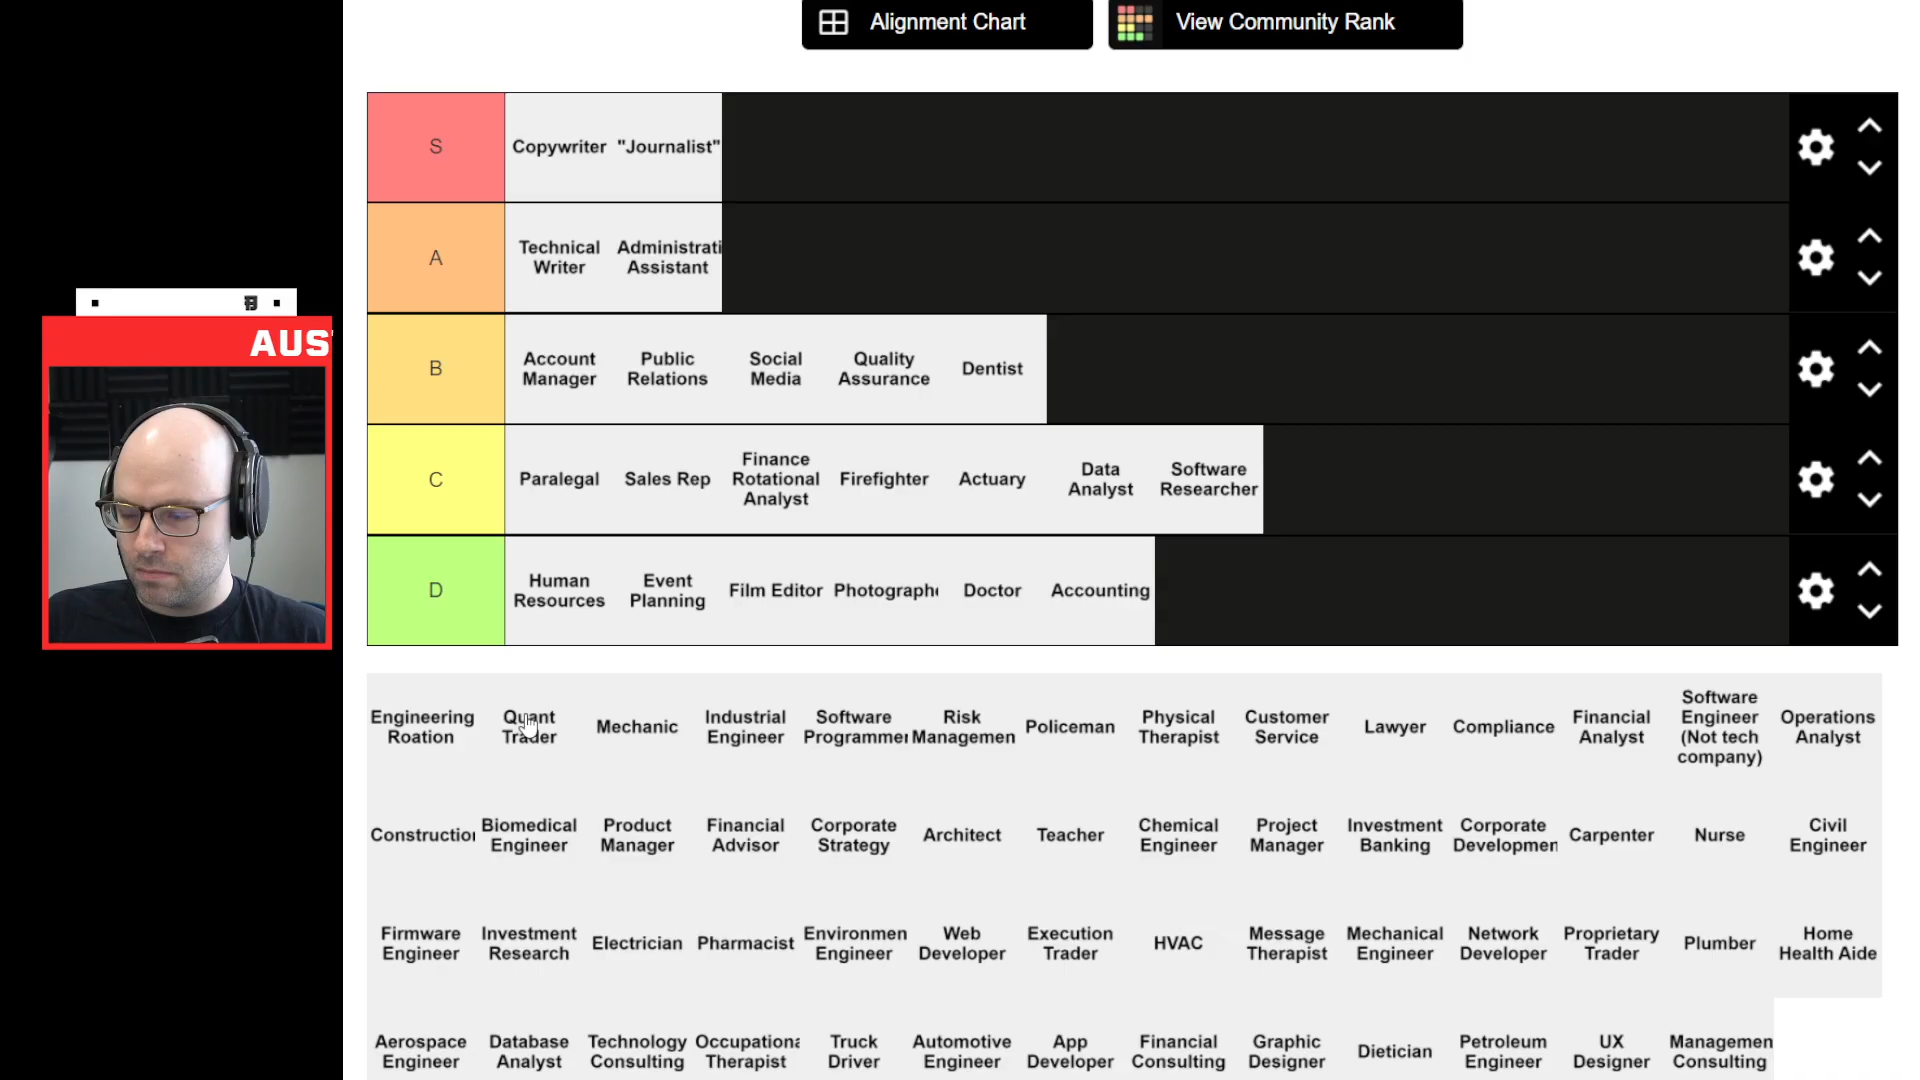 Alignment Chart
View Community Rank
S
Copywriter
"Journalist"
A
Technical
Writer
Administrati
Assistant
B
Account
Manager
Public
Relations
Social
Media
Quality
Assurance
Dentist
C
Paralegal
Sales Rep
Finance
Rotational
Analyst
Firefighter
Actuary
Data
Analyst
Software
Researcher
D
Human
Resources
Event
Planning
Film Editor
Photograph
Doctor
Accounting
AUS
Engineering
Roation
Quant
Trader
Mechanic
Industrial
Engineer
Software
Programmer
Risk
Managemen
Policeman
Physical
Therapist
Customer
Service
Lawyer
Compliance
Financial
Analyst
Software
Engineer
(Not tech
company)
Operations
Analyst
Constructio
Biomedical
Engineer
Product
Manager
Financial
Advisor
Corporate
Strategy
Architect
Teacher
Chemical
Engineer
Project
Manager
Investment
Banking
Corporate
Developmen
Carpenter
Nurse
Civil
Engineer
Firmware
Engineer
Investment
Research
Electrician
Pharmacist
Environmen
Engineer
Web
Developer
Execution
Trader
HVAC
Message
Therapist
Mechanical
Engineer
Network
Developer
Proprietary
Trader
Plumber
Home
Health Aide
Aerospace
Engineer
Database
Analyst
Technology
Consulting
Occupationa
Therapist
Truck
Driver
Automotive
Engineer
App
Developer
Financial
Consulting
Graphic
Designer
Dietician
Petroleum
Engineer
UX
Designer
Managemen
Consulting